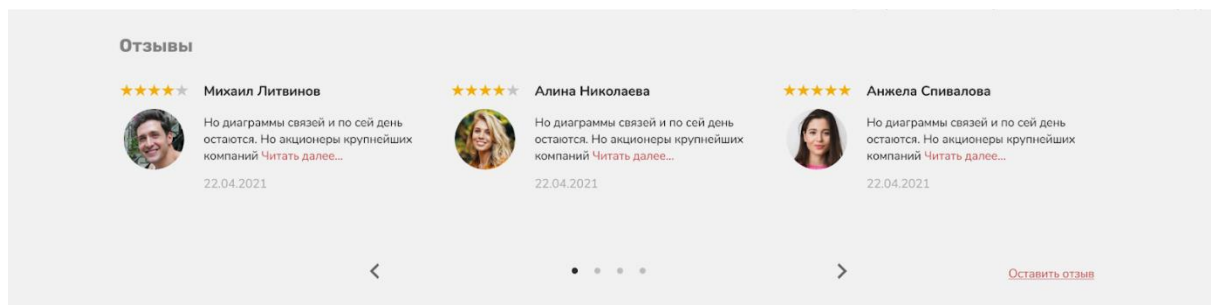 Отзывы
Михаил Литвинов
Но диаграммы связей и по сей день
остаются. Но акционеры крупнейших
компаний Читать далее...
22.04.2021
Алина Николаева
Но диаграммы связей и по сей день
остаются. Но акционеры крупнейших
компаний Читать далее...
22.04.2021
Анжела Спивалова
Но диаграммы связей и по сей день
остаются. Но акционеры крупнейших
компаний Читать далее...
22.04.2021
Оставить отзыв